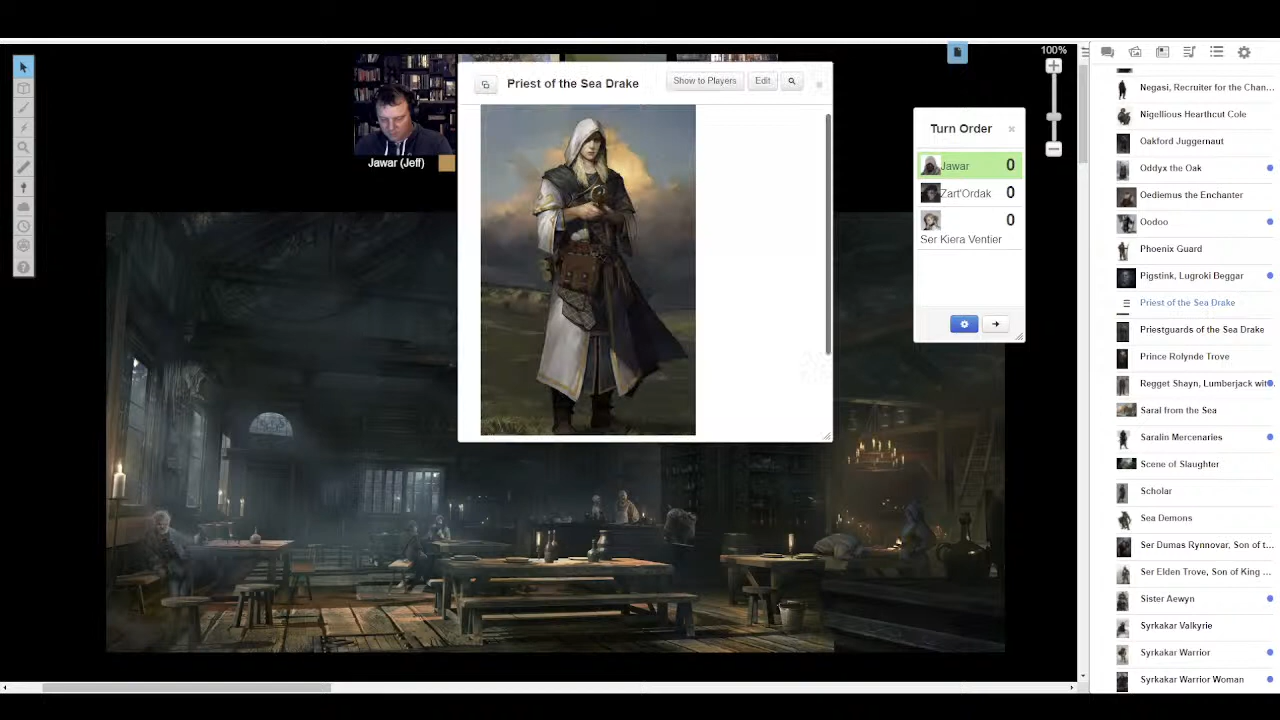 100%
Priest of the Sea Drake
Show to Players
Edit
Jawar (Jeff)
Turn Order
Jawar 0
Zart'Ordak 0
0
Ser Kiera Ventier
Negasi, Recruiter for the Chan...
Nigellious Hearthcut Cole
Oakford Juggernaut
Oddyx the Oak
Oediemus the Enchanter
Oodoo
Phoenix Guard
Pigstink, Lugroki Beggar
Priest of the Sea Drake
Priestguards of the Sea Drake
Prince Rolynde Trove
Regget Shayn, Lumberjack wit...
Saral from the Sea
Saralin Mercenaries
Scene of Slaughter
Scholar
Sea Demons
Ser Dumas Rynnovar, Son of t...
Ser Elden Trove, Son of King ...
Sister Aewyn
Syrkakar Valkyrie
Syrkakar Warrior
Syrkakar Warrior Woman